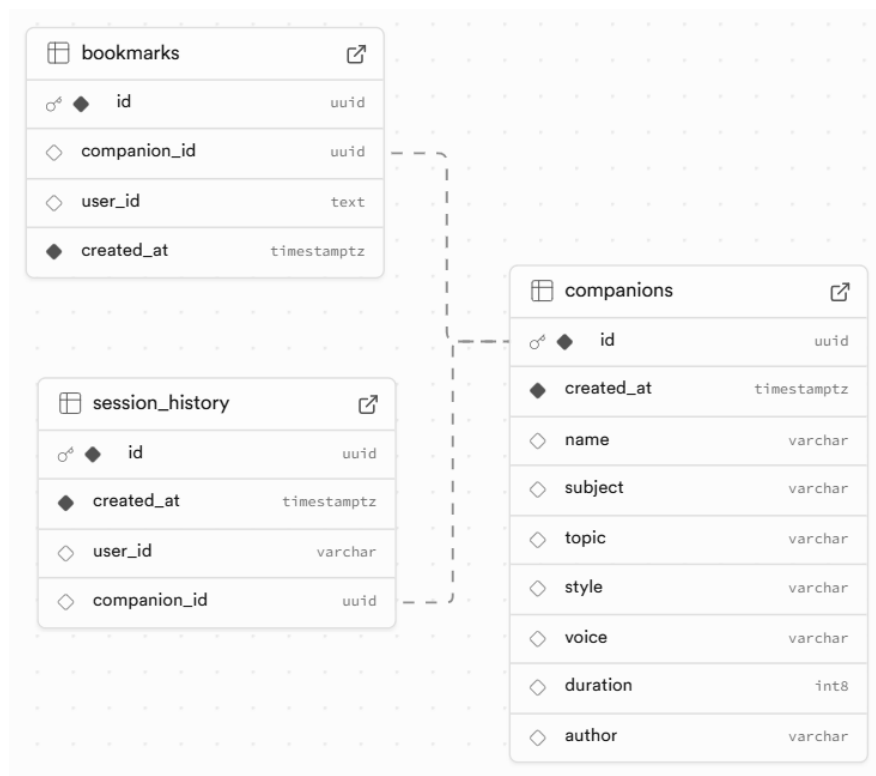 bookmarks
id uuid
companion_id uuid
user_id text
created_at timestamptz
session_history
id uuid
created_at timestamptz
user_id varchar
companion_id uuid
companions
id uuid
created_at timestamptz
name varchar
subject varchar
topic varchar
style varchar
voice varchar
duration int8
author varchar